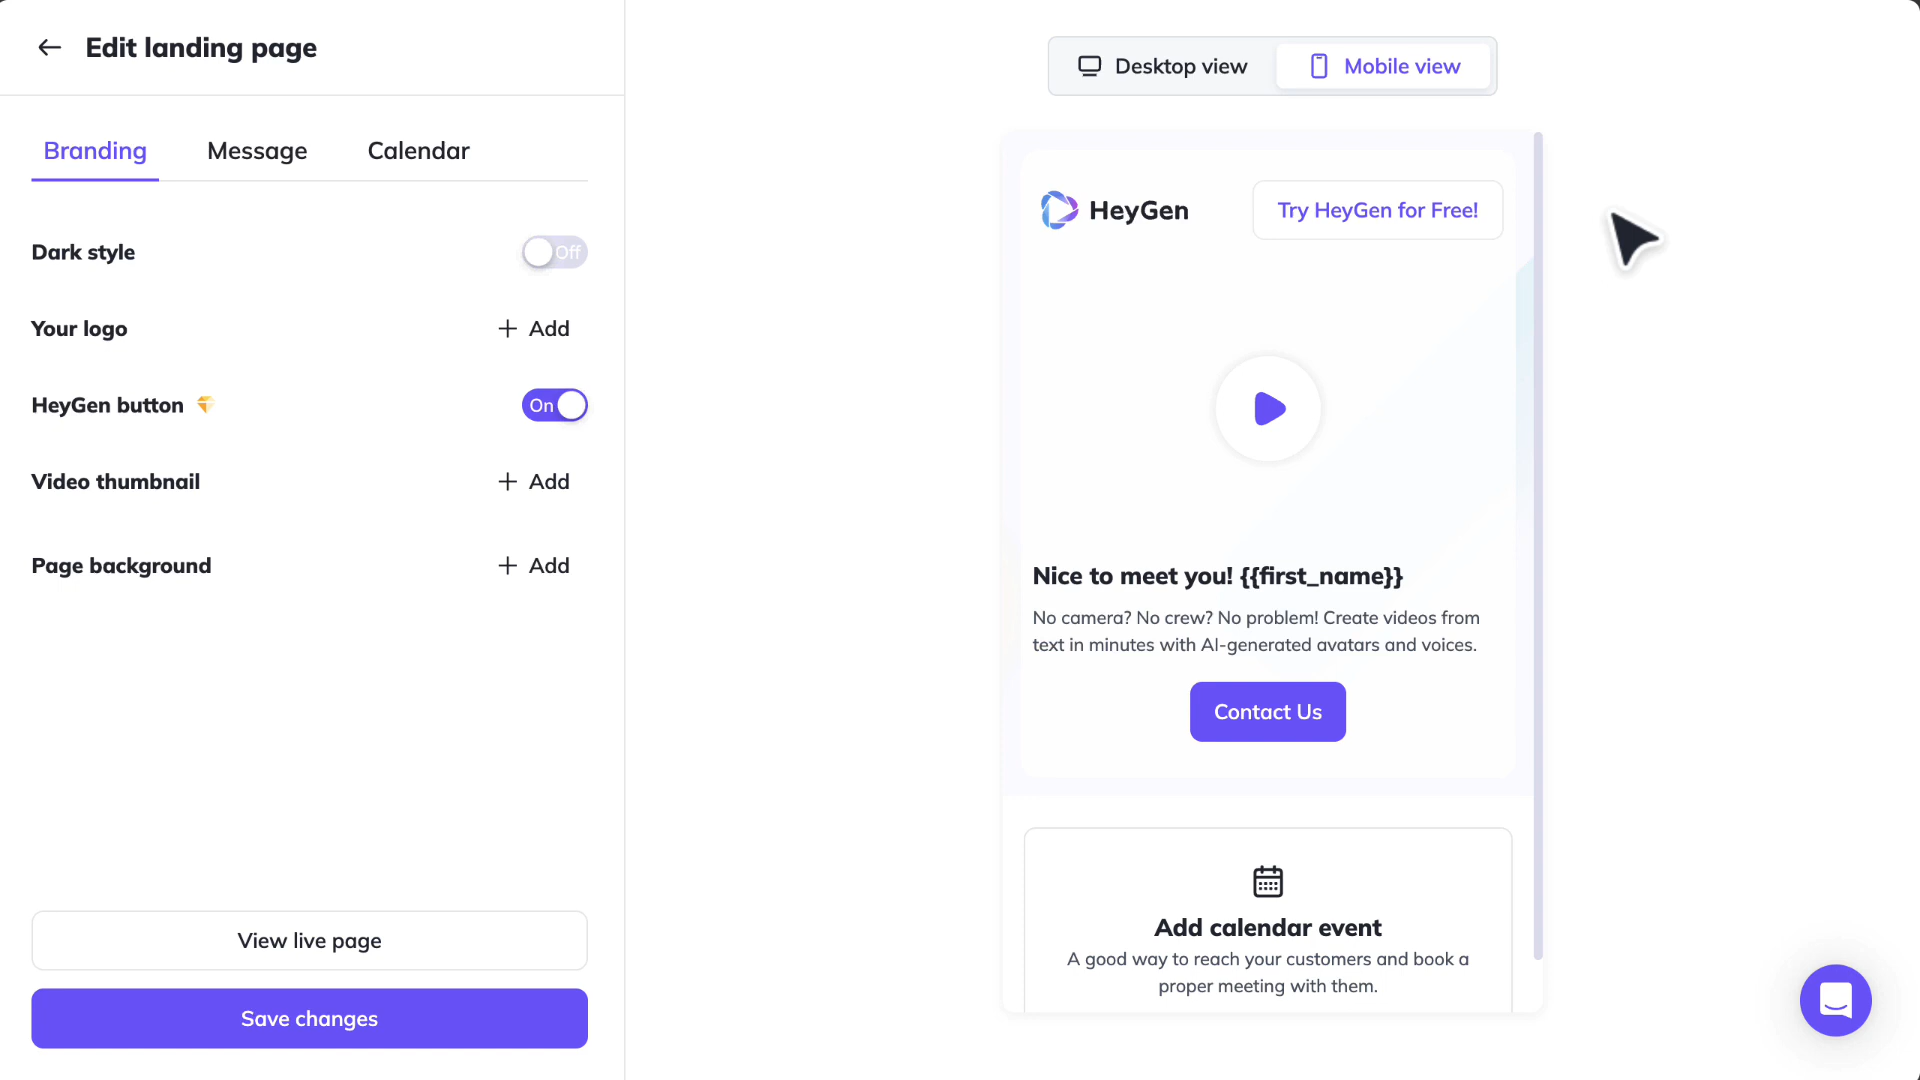 Edit landing page
Desktop view
Mobile view
Branding
Message
Calendar
Dark style
Off
Your logo
Add
HeyGen button
On
Video thumbnail
Add
Page background
Add
View live page
Save changes
HeyGen
Try HeyGen for Free!
Nice to meet you! {{first_name}}
No camera? No crew? No problem! Create videos from
text in minutes with AI-generated avatars and voices.
Contact Us
Add calendar event
A good way to reach your customers and book a
proper meeting with them.